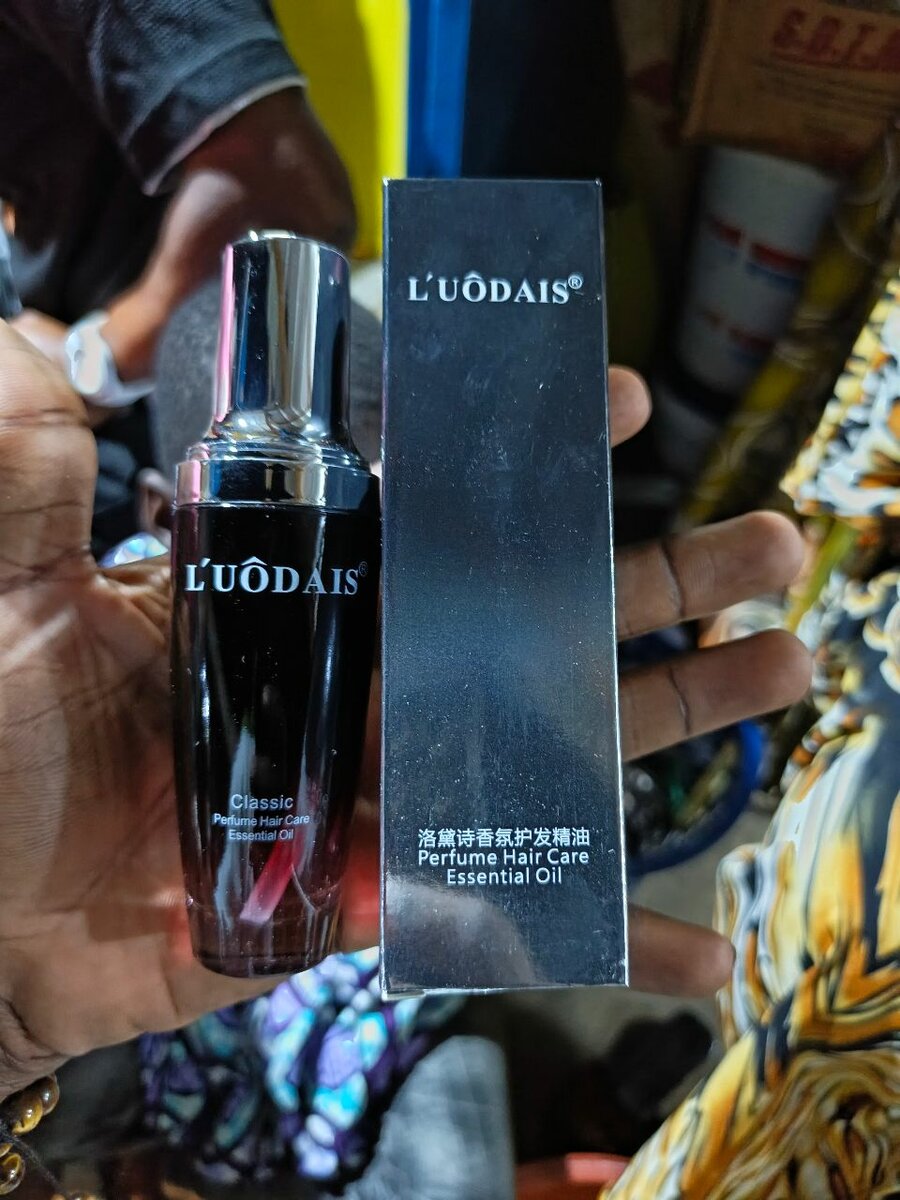 L'UÔDAIS®
Classic
Perfume Hair Care
Essential Oil
L'UÔDAIS®
洛黛诗香氛护发精油
Perfume Hair Care
Essential Oil